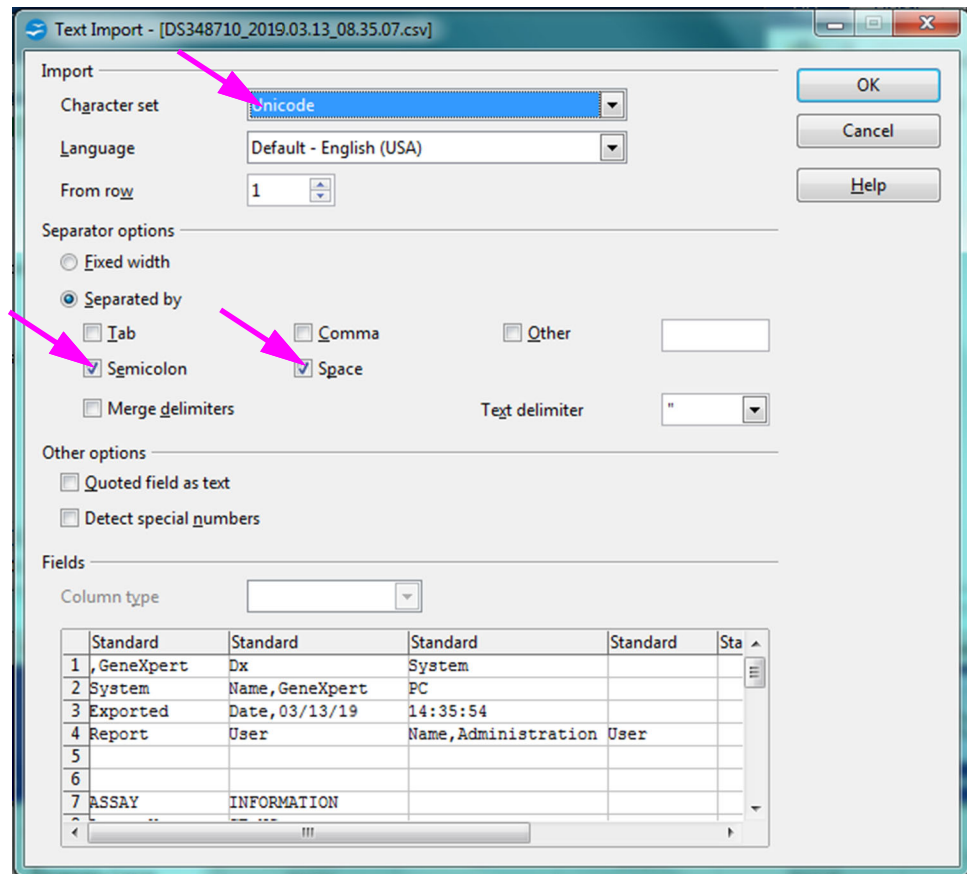 Text Import - [DS348710_2019.03.13_08.35.07.csv]
Import
OK
Character set Unicode
Cancel
Language Default - English (USA)
From row 1
Help
Separator options
Fixed width
Separated by
Tab Comma Other
Semicolon Space
Merge delimiters Text delimiter "
Other options
Quoted field as text
Detect special numbers
Fields
Column type
Standard Standard Standard Standard Sta
1 ,GeneXpert Dx System
2 System Name,GeneXpert PC
3 Exported Date,03/13/19 14:35:54
4 Report User Name,Administration User
5
6
7 ASSAY INFORMATION